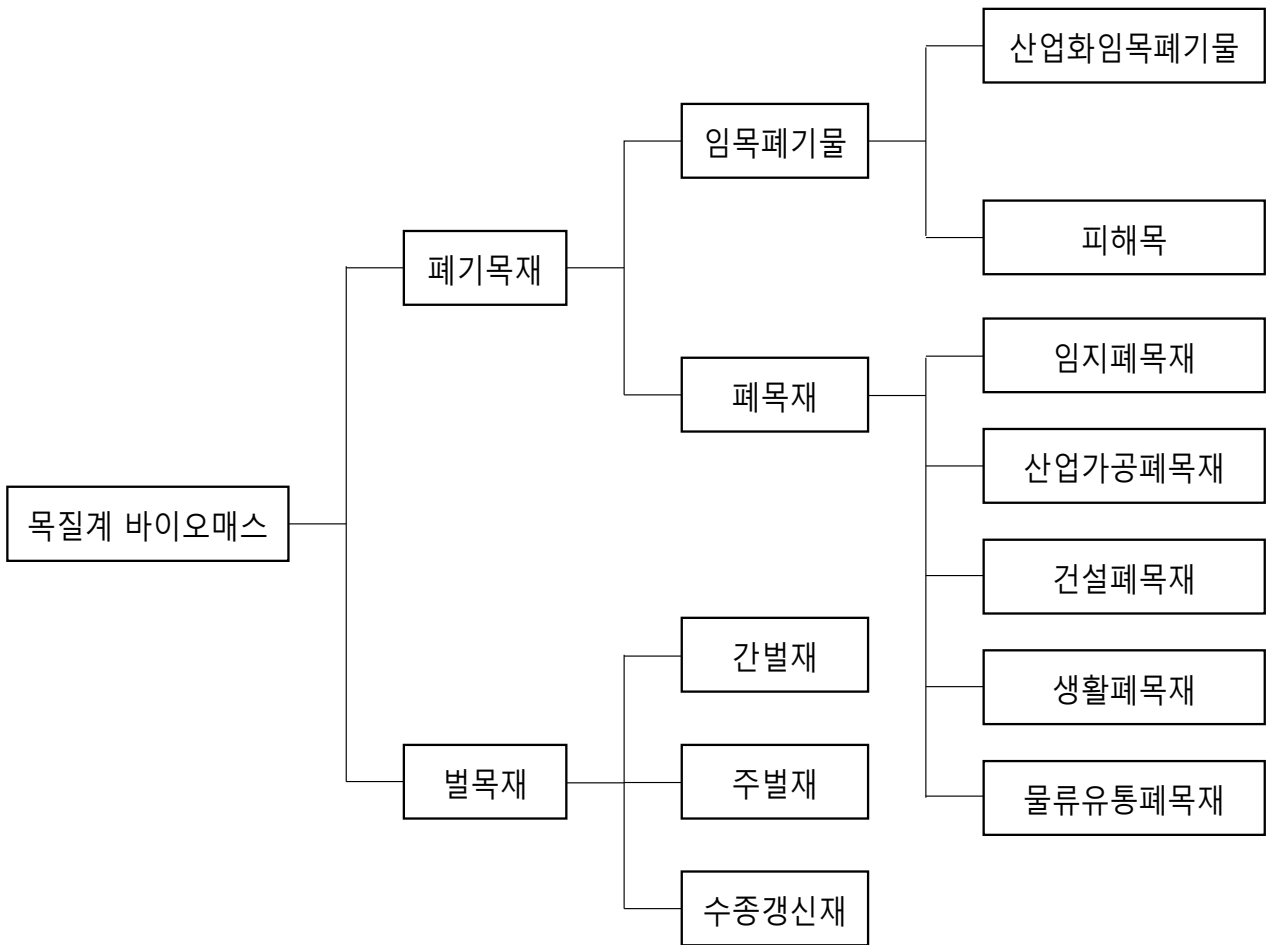 산업화임목폐기물
임목폐기물
피해목
폐기목재
임지폐목재
폐목재
산업가공폐목재
목질계 바이오매스
건설폐목재
간벌재
생활폐목재
벌목재
주벌재
물류유통폐목재
수종갱신재